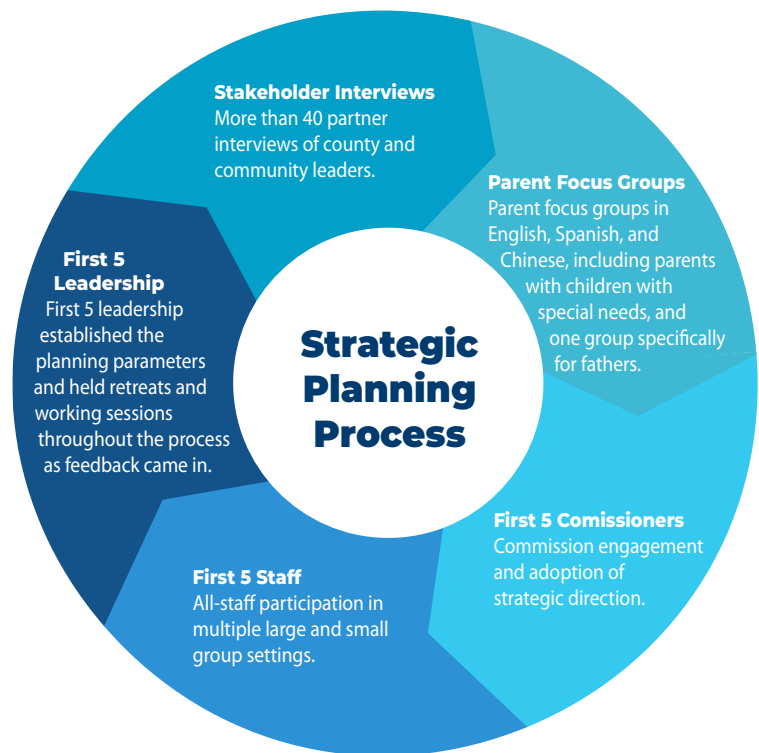 Stakeholder Interviews
More than 40 partner
interviews of county and
community leaders.
Parent Focus Groups
Parent focus groups in
English, Spanish, and
Chinese, including parents
with children with
special needs, and
one group specifically
for fathers.
First 5 Comissioners
Commission engagement
and adoption of
strategic direction.
First 5 Staff
All-staff participation in
multiple large and small
group settings.
First 5
Leadership
First 5 leadership
established the
planning parameters
and held retreats and
working sessions
throughout the process
as feedback came in.
Strategic
Planning
Process